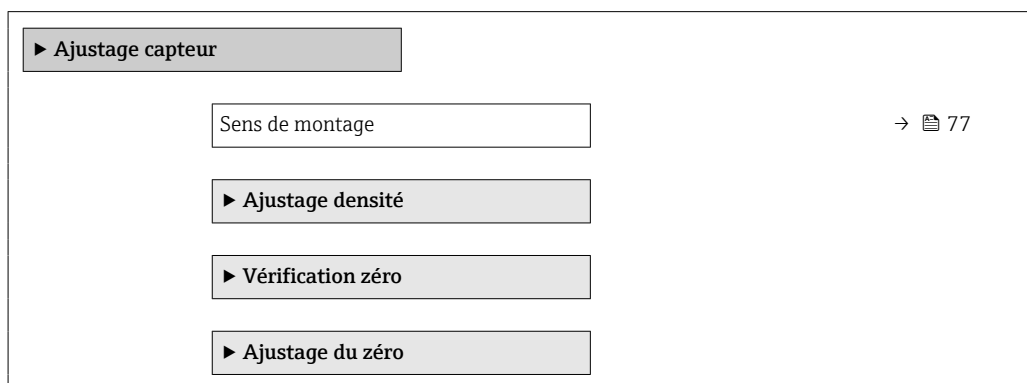 ▶ Ajustage capteur
Sens de montage → 77
▶ Ajustage densité
▶ Vérification zéro
▶ Ajustage du zéro